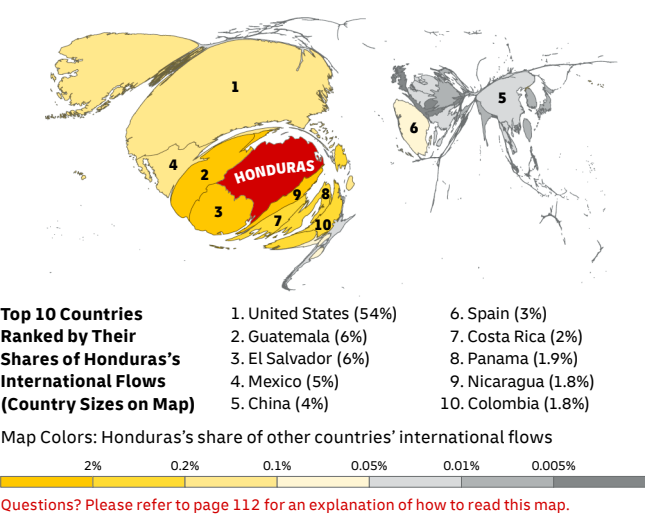 1
5
6
4
2
HONDURAS
3
9
8
7
10
Top 10 Countries
Ranked by Their
Shares of Honduras’s
International Flows
(Country Sizes on Map)
1. United States (54%)
2. Guatemala (6%)
3. El Salvador (6%)
4. Mexico (5%)
5. China (4%)
6. Spain (3%)
7. Costa Rica (2%)
8. Panama (1.9%)
9. Nicaragua (1.8%)
10. Colombia (1.8%)
Map Colors: Honduras’s share of other countries’ international flows
2% 0.2% 0.1% 0.05% 0.01% 0.005%
Questions? Please refer to page 112 for an explanation of how to read this map.